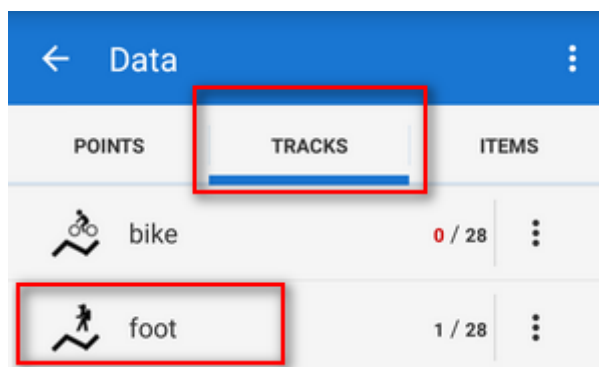 Data
POINTS TRACKS ITEMS
bike 0 / 28
foot 1 / 28